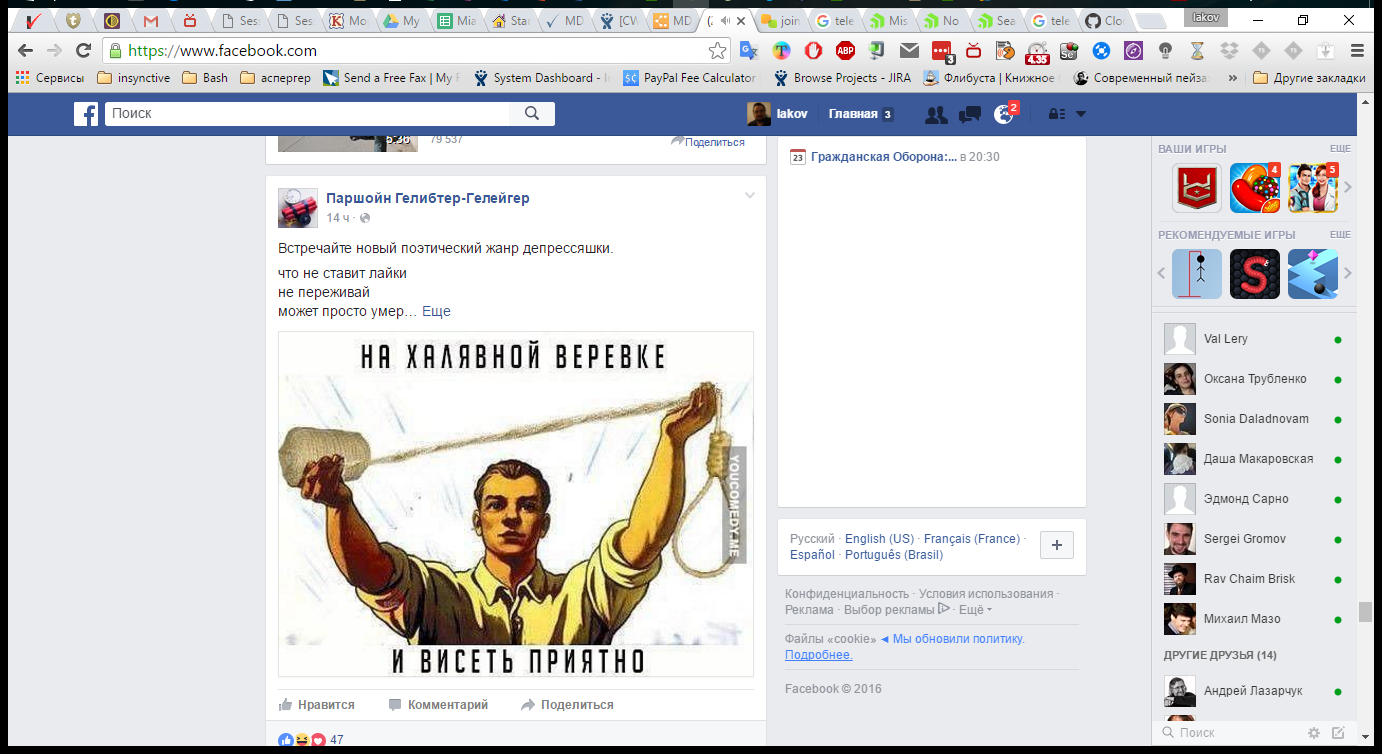 Ses
Ses
Mo
My
Mia
Sta
MD
[CW
MD
(2
join
tele
Mis
No
Sea
tele
Clo
Iakov
https://www.facebook.com
ABP
3
4.35
Сервисы
insynctive
Bash
аспергер
Send a Free Fax | My F
System Dashboard - I
PayPal Fee Calculator
Browse Projects - JIRA
Флибуста | Книжное
Современный пейза
»
Другие закладки
Поиск
Iakov
Главная 3
2
5:36
79 537
Поделиться
Паршойн Гелибтер-Гелейгер
14 ч ·
Встречайте новый поэтический жанр депрессяшки.
что не ставит лайки
не переживай
может просто умер… Еще
НА ХАЛЯВНОЙ ВЕРЕВКЕ
YOUCOMEDY.ME
И ВИСЕТЬ ПРИЯТНО
Нравится
Комментарий
Поделиться
47
23
Гражданская Оборона:... в 20:30
Русский · English (US) · Français (France) ·
Español · Português (Brasil)
+
Конфиденциальность · Условия использования ·
Реклама · Выбор рекламы · Ещё
Файлы «cookie» ◄ Мы обновили политику.
Подробнее.
Facebook © 2016
ВАШИ ИГРЫ
ЕЩЕ
4
5
РЕКОМЕНДУЕМЫЕ ИГРЫ
ЕЩЕ
Val Lery
Оксана Трубленко
Sonia Daladnovam
Даша Макаровская
Эдмонд Сарно
Sergei Gromov
Rav Chaim Brisk
Михаил Мазо
ДРУГИЕ ДРУЗЬЯ (14)
Андрей Лазарчук
Поиск